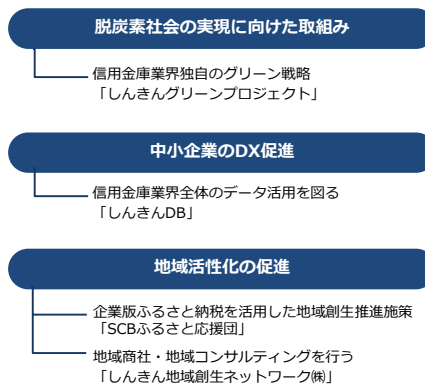 脱炭素社会の実現に向けた取組み
信用金庫業界独自のグリーン戦略
「しんきんグリーンプロジェクト」
中小企業のDX促進
信用金庫業界全体のデータ活用を図る
「しんきんDB」
地域活性化の促進
企業版ふるさと納税を活用した地域創生推進施策
「SCBふるさと応援団」
地域商社・地域コンサルティングを行う
「しんきん地域創生ネットワーク㈱」